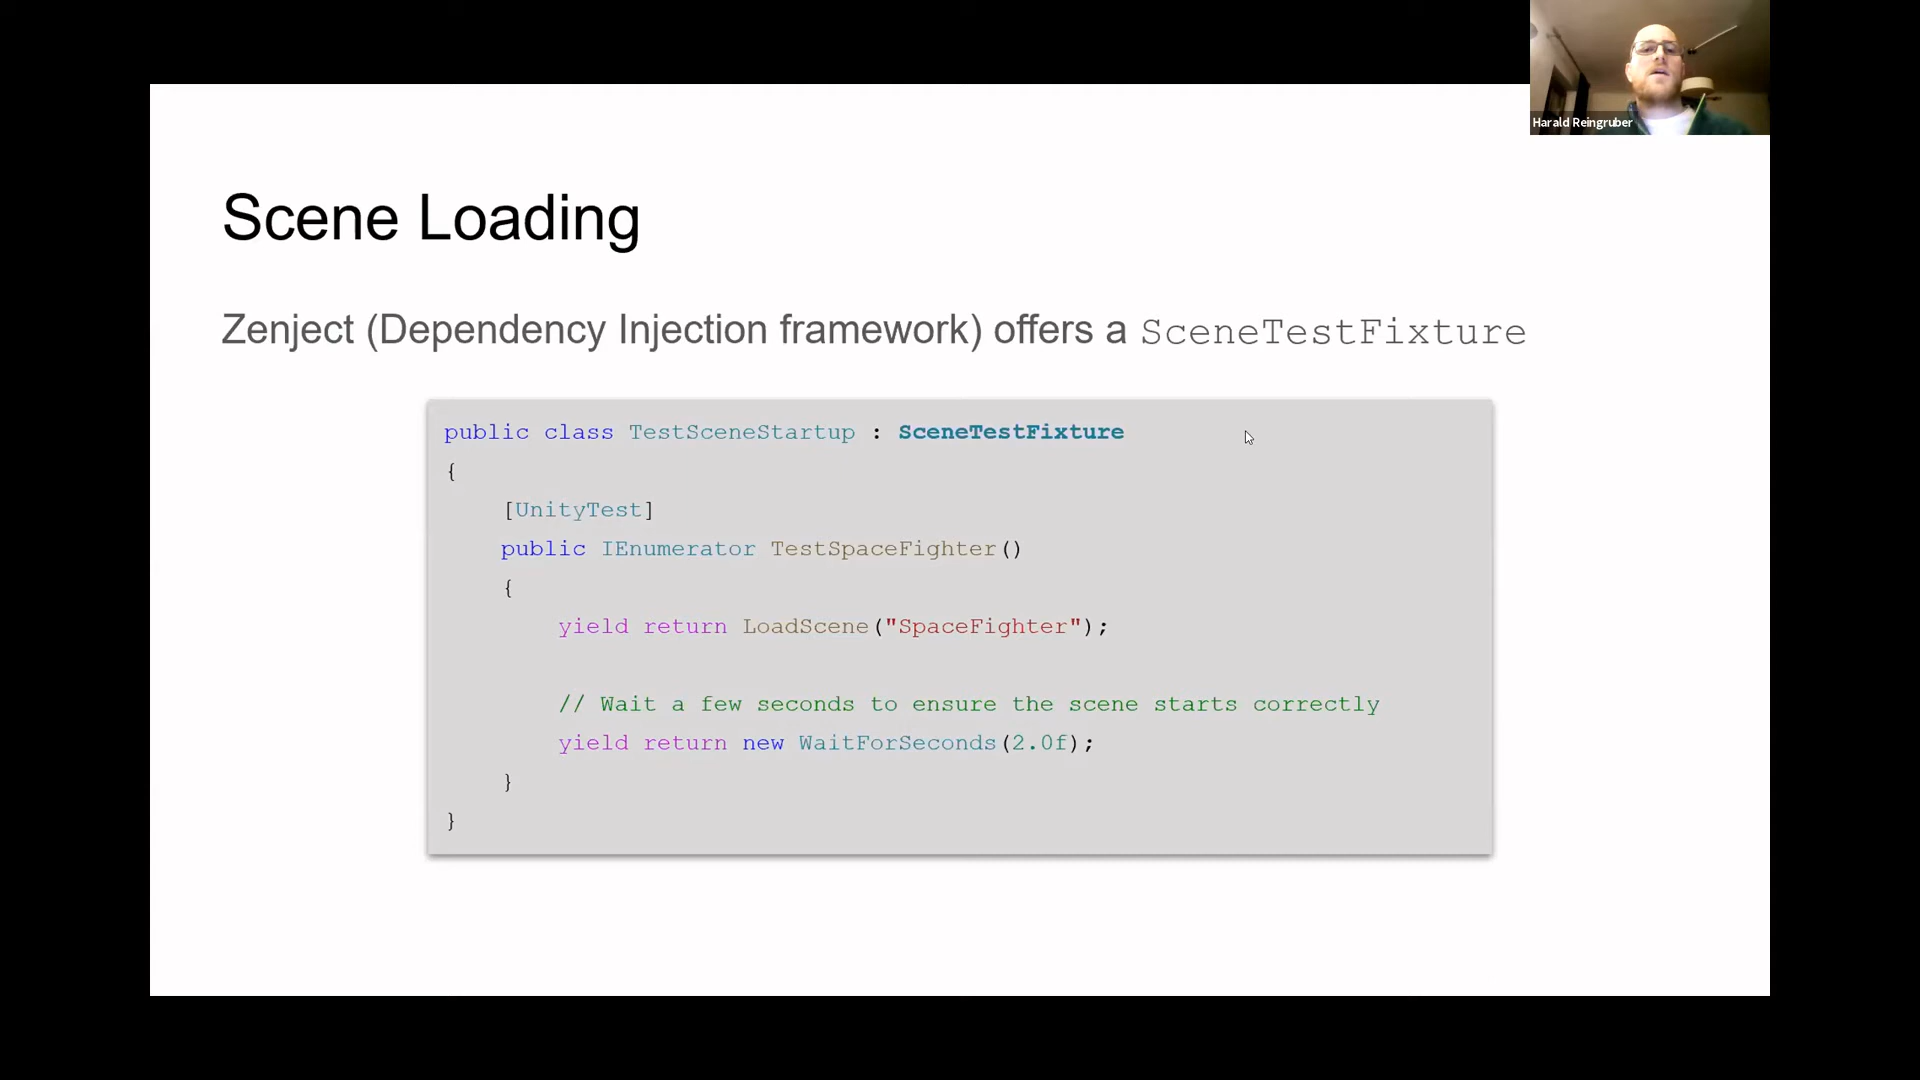 Harald Reingruber
Scene Loading
Zenject (Dependency Injection framework) offers a SceneTestFixture
public class TestSceneStartup : SceneTestFixture
{
    [UnityTest]
    public IEnumerator TestSpaceFighter()
    {
        yield return LoadScene("SpaceFighter");
        // Wait a few seconds to ensure the scene starts correctly
        yield return new WaitForSeconds(2.0f);
    }
}